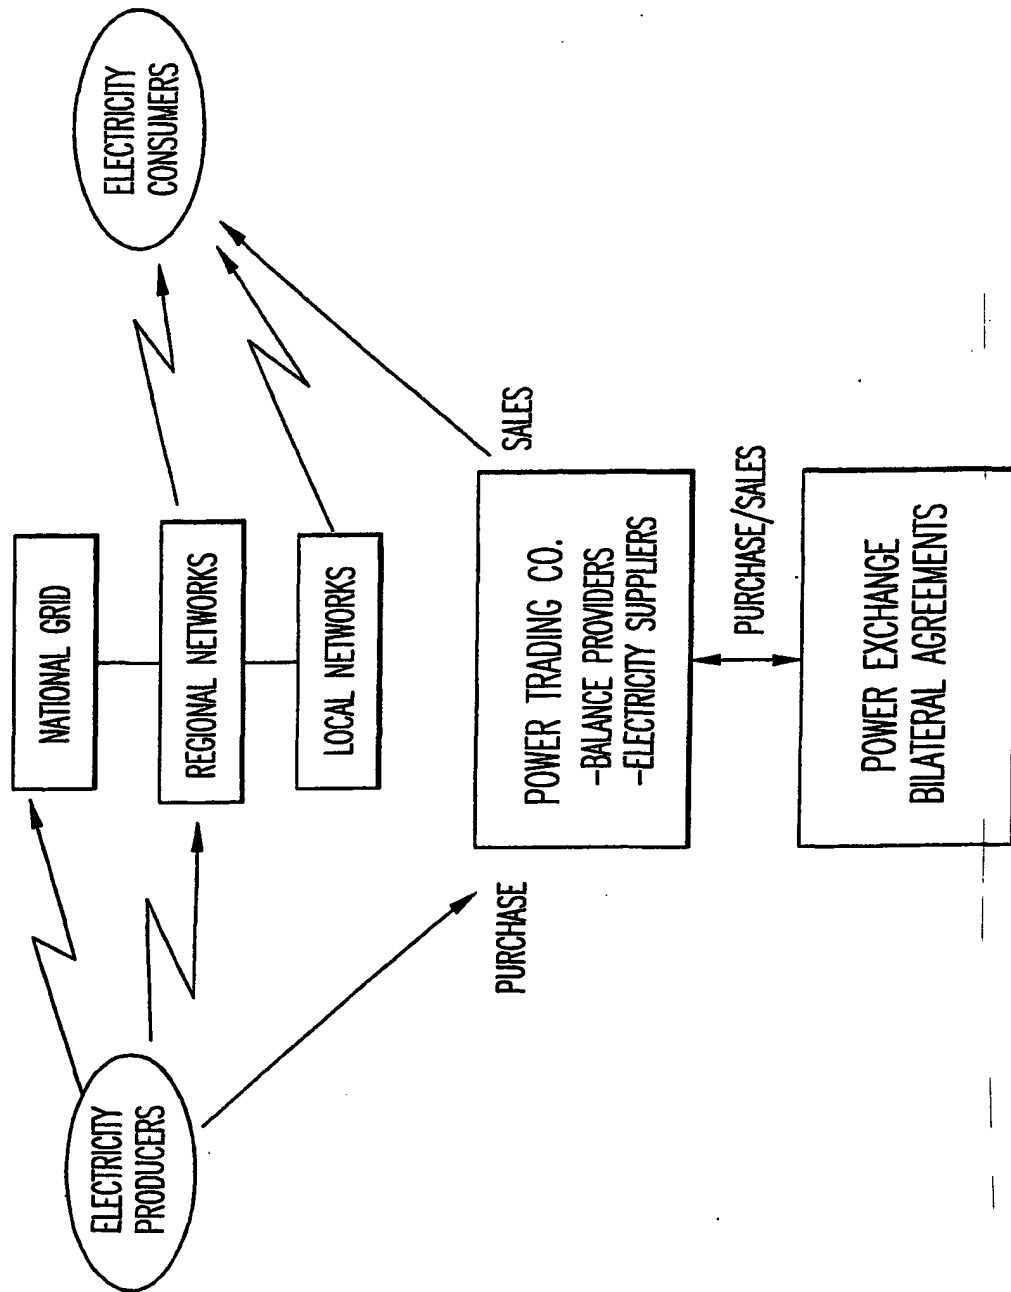 ELECTRICITY
PRODUCERS
NATIONAL GRID
REGIONAL NETWORKS
LOCAL NETWORKS
ELECTRICITY
CONSUMERS
PURCHASE
POWER TRADING CO.
-BALANCE PROVIDERS
-ELECTRICITY SUPPLIERS
SALES
PURCHASE/SALES
POWER EXCHANGE
BILATERAL AGREEMENTS